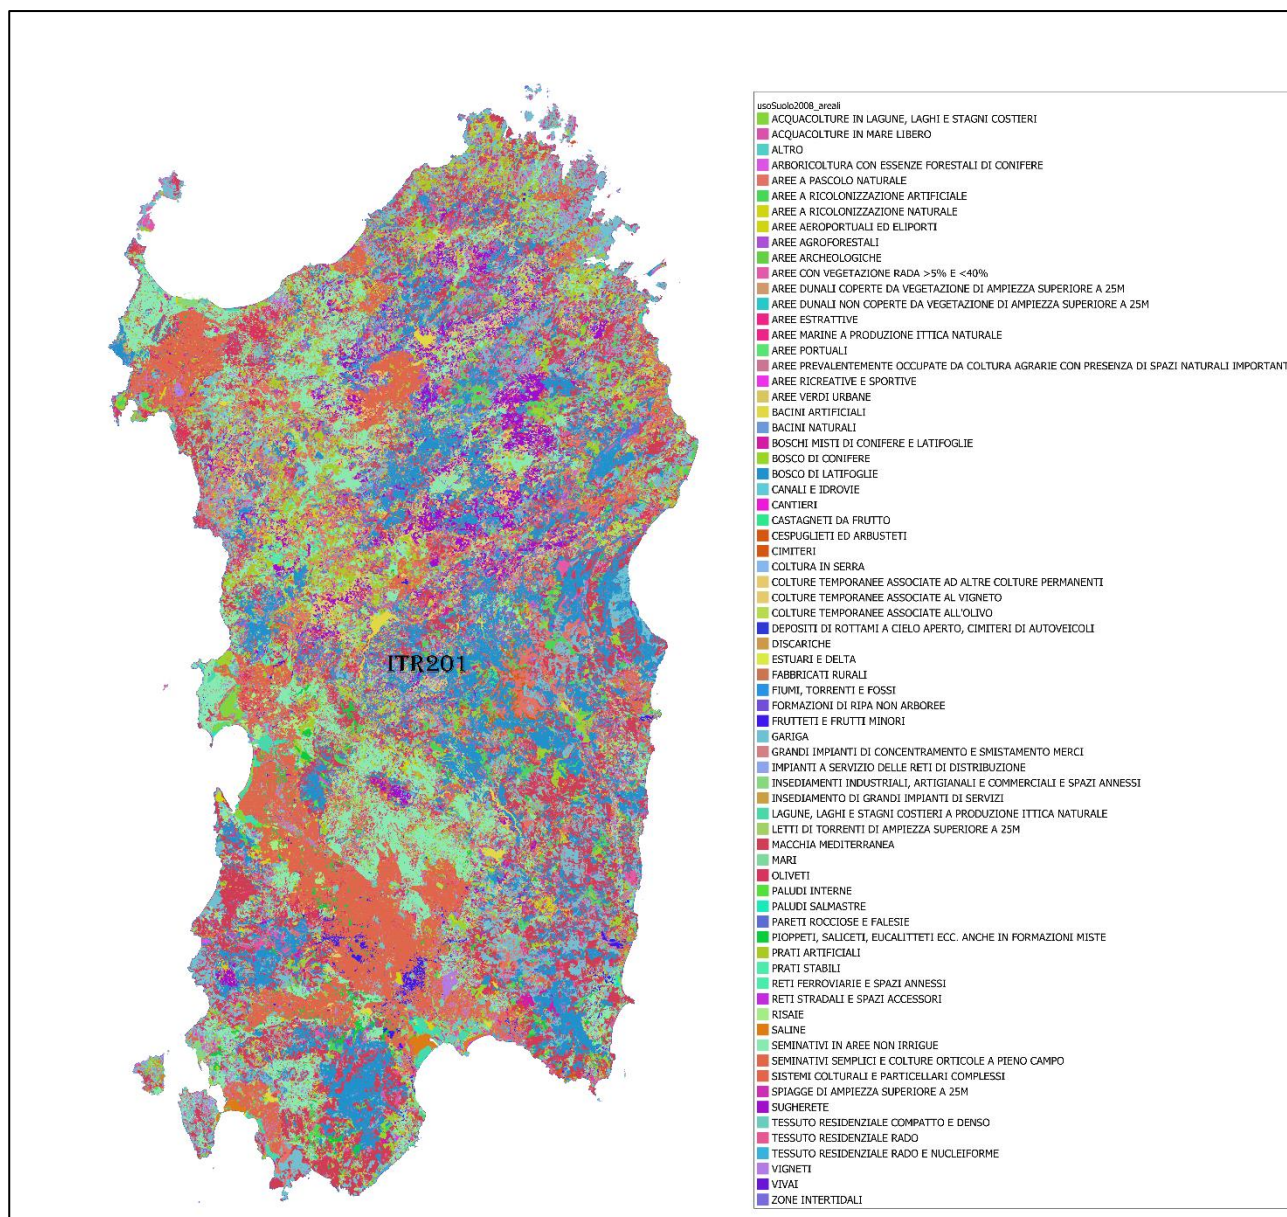 usoSuolo2008_areali
ACQUACOLTURE IN LAGUNE, LAGHI E STAGNI COSTIERI
ACQUACOLTURE IN MARE LIBERO
ALTRO
ARBORICOLTURA CON ESSENZE FORESTALI DI CONIFERE
AREE A PASCOLO NATURALE
AREE A RICOLONIZZAZIONE ARTIFICIALE
AREE A RICOLONIZZAZIONE NATURALE
AREE AEROPORTUALI ED ELIPORTI
AREE AGROFORESTALI
AREE ARCHEOLOGICHE
AREE CON VEGETAZIONE RADA >5% E <40%
AREE DUNALI COPERTE DA VEGETAZIONE DI AMPIEZZA SUPERIORE A 25M
AREE DUNALI NON COPERTE DA VEGETAZIONE DI AMPIEZZA SUPERIORE A 25M
AREE ESTRATTIVE
AREE MARINE A PRODUZIONE ITTICA NATURALE
AREE PORTUALI
AREE PREVALENTEMENTE OCCUPATE DA COLTURA AGRARIE CON PRESENZA DI SPAZI NATURALI IMPORTANT
AREE RICREATIVE E SPORTIVE
AREE VERDI URBANE
BACINI ARTIFICIALI
BACINI NATURALI
BOSCHI MISTI DI CONIFERE E LATIFOGLIE
BOSCO DI CONIFERE
BOSCO DI LATIFOGLIE
CANALI E IDROVIE
CANTIERI
CASTAGNETI DA FRUTTO
CESPUGLIETI ED ARBUSTETI
CIMITERI
COLTURA IN SERRA
COLTURE TEMPORANEE ASSOCIATE AD ALTRE COLTURE PERMANENTI
COLTURE TEMPORANEE ASSOCIATE AL VIGNETO
COLTURE TEMPORANEE ASSOCIATE ALL'OLIVO
DEPOSITI DI ROTTAMI A CIELO APERTO, CIMITERI DI AUTOVEICOLI
DISCARICHE
ESTUARI E DELTA
FABBRICATI RURALI
FIUMI, TORRENTI E FOSSI
FORMAZIONI DI RIPA NON ARBOREE
FRUTTETI E FRUTTI MINORI
GARIGA
GRANDI IMPIANTI DI CONCENTRAMENTO E SMISTAMENTO MERCI
IMPIANTI A SERVIZIO DELLE RETI DI DISTRIBUZIONE
INSEDIAMENTI INDUSTRIALI, ARTIGIANALI E COMMERCIALI E SPAZI ANNESSI
INSEDIAMENTO DI GRANDI IMPIANTI DI SERVIZI
LAGUNE, LAGHI E STAGNI COSTIERI A PRODUZIONE ITTICA NATURALE
LETTI DI TORRENTI DI AMPIEZZA SUPERIORE A 25M
MACCHIA MEDITERRANEA
MARI
OLIVETI
PALUDI INTERNE
PALUDI SALMASTRE
PARETI ROCCIOSE E FALESIE
PIOPPETI, SALICETI, EUCALITTETI ECC. ANCHE IN FORMAZIONI MISTE
PRATI ARTIFICIALI
PRATI STABILI
RETI FERROVIARIE E SPAZI ANNESSI
RETI STRADALI E SPAZI ACCESSORI
RISAIE
SALINE
SEMINATIVI IN AREE NON IRRIGUE
SEMINATIVI SEMPLICI E COLTURE ORTICOLE A PIENO CAMPO
SISTEMI COLTURALI E PARTICELLARI COMPLESSI
SPIAGGE DI AMPIEZZA SUPERIORE A 25M
SUGHERETE
TESSUTO RESIDENZIALE COMPATTO E DENSO
TESSUTO RESIDENZIALE RADO
TESSUTO RESIDENZIALE RADO E NUCLEIFORME
VIGNETI
VIVAI
ZONE INTERTIDALI
ITR201